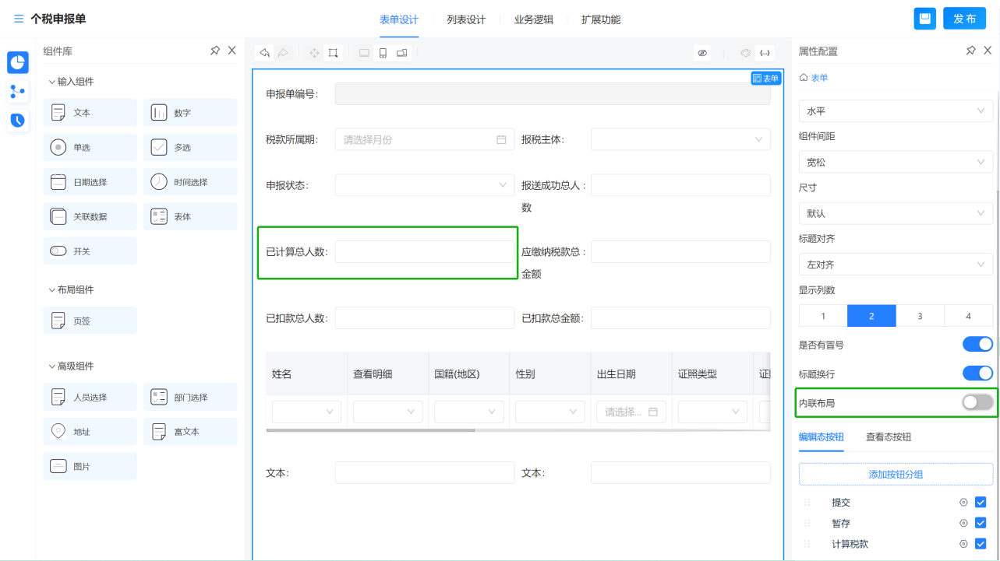 个税申报单
表单设计
列表设计
业务逻辑
扩展功能
发布
组件库
输入组件
文本
数字
单选
多选
日期选择
时间选择
关联数据
表体
开关
布局组件
页签
高级组件
人员选择
部门选择
地址
富文本
图片
表单
申报单编号:
税款所属期: 请选择月份
报税主体:
申报状态:
报送成功总人:
数
已计算总人数:
应缴纳税款总:
金额
已扣款总人数:
已扣款总金额:
姓名 查看明细 国籍(地区) 性别 出生日期 证照类型
请选择...
文本:
文本:
属性配置
表单
水平
组件间距
宽松
尺寸
默认
标题对齐
左对齐
显示列数
1 2 3 4
是否有冒号
标题换行
内联布局
编辑态按钮 查看态按钮
添加按钮分组
提交
暂存
计算税款